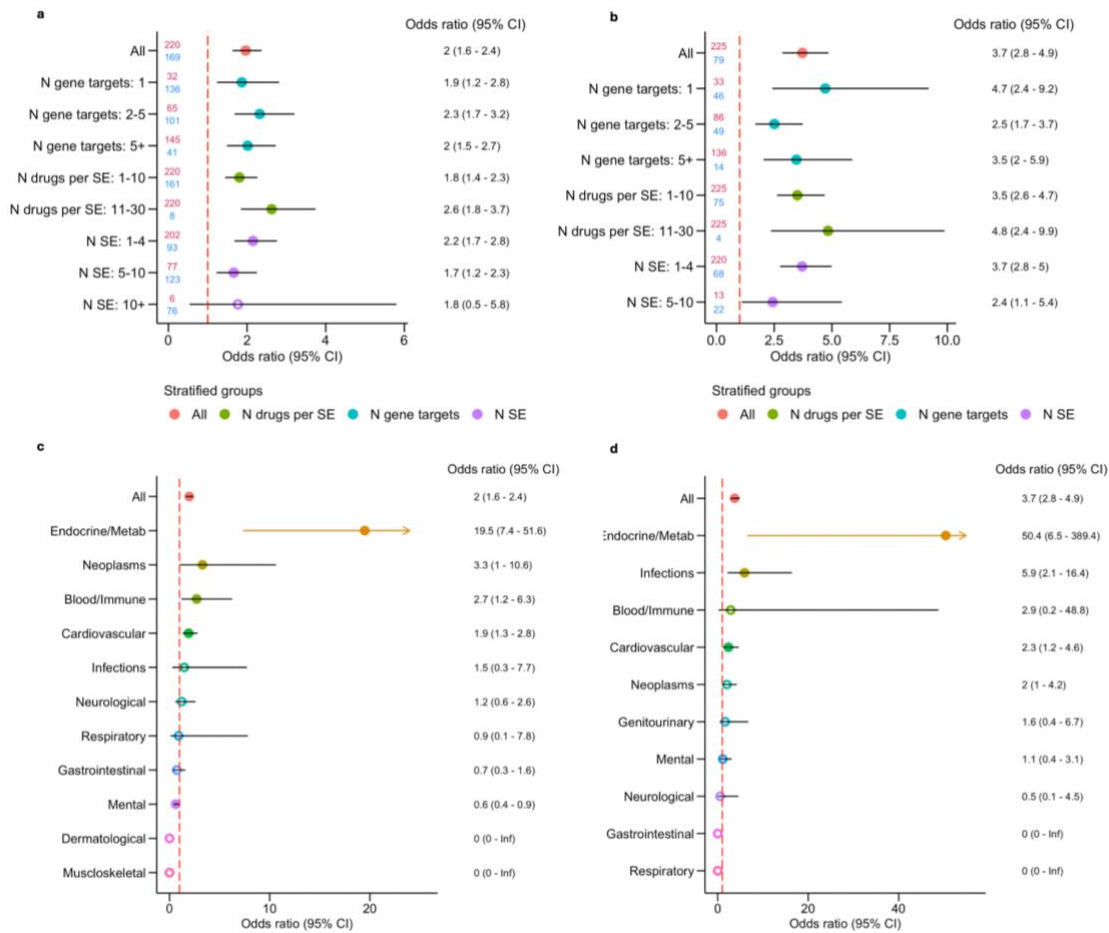 a
Odds ratio (95% CI)
All 220 169 2 (1.6 - 2.4)
N gene targets: 1 32 136 1.9 (1.2 - 2.8)
N gene targets: 2-5 65 101 2.3 (1.7 - 3.2)
N gene targets: 5+ 145 41 2 (1.5 - 2.7)
N drugs per SE: 1-10 220 161 1.8 (1.4 - 2.3)
N drugs per SE: 11-30 220 8 2.6 (1.8 - 3.7)
N SE: 1-4 202 93 2.2 (1.7 - 2.8)
N SE: 5-10 77 123 1.7 (1.2 - 2.3)
N SE: 10+ 6 76 1.8 (0.5 - 5.8)
0 2 4 6
Odds ratio (95% CI)
Stratified groups
All N drugs per SE N gene targets N SE
b
Odds ratio (95% CI)
All 225 79 3.7 (2.8 - 4.9)
N gene targets: 1 33 46 4.7 (2.4 - 9.2)
N gene targets: 2-5 86 49 2.5 (1.7 - 3.7)
N gene targets: 5+ 136 14 3.5 (2 - 5.9)
N drugs per SE: 1-10 225 75 3.5 (2.6 - 4.7)
N drugs per SE: 11-30 225 4 4.8 (2.4 - 9.9)
N SE: 1-4 220 68 3.7 (2.8 - 5)
N SE: 5-10 13 22 2.4 (1.1 - 5.4)
0.0 2.5 5.0 7.5 10.0
Odds ratio (95% CI)
Stratified groups
All N drugs per SE N gene targets N SE
c
Odds ratio (95% CI)
All 2 (1.6 - 2.4)
Endocrine/Metab 19.5 (7.4 - 51.6)
Neoplasms 3.3 (1 - 10.6)
Blood/Immune 2.7 (1.2 - 6.3)
Cardiovascular 1.9 (1.3 - 2.8)
Infections 1.5 (0.3 - 7.7)
Neurological 1.2 (0.6 - 2.6)
Respiratory 0.9 (0.1 - 7.8)
Gastrointestinal 0.7 (0.3 - 1.6)
Mental 0.6 (0.4 - 0.9)
Dermatological 0 (0 - Inf)
Muscloskeletal 0 (0 - Inf)
0 10 20
Odds ratio (95% CI)
d
Odds ratio (95% CI)
All 3.7 (2.8 - 4.9)
Endocrine/Metab 50.4 (6.5 - 389.4)
Infections 5.9 (2.1 - 16.4)
Blood/Immune 2.9 (0.2 - 48.8)
Cardiovascular 2.3 (1.2 - 4.6)
Neoplasms 2 (1 - 4.2)
Genitourinary 1.6 (0.4 - 6.7)
Mental 1.1 (0.4 - 3.1)
Neurological 0.5 (0.1 - 4.5)
Gastrointestinal 0 (0 - Inf)
Respiratory 0 (0 - Inf)
0 20 40
Odds ratio (95% CI)